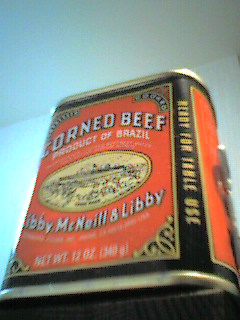 CORNED BEEF
PRODUCT OF BRAZIL
Libby, McNeill & Libby
NET WT. 12 OZ. (340 g)
READY FOR TABLE USE